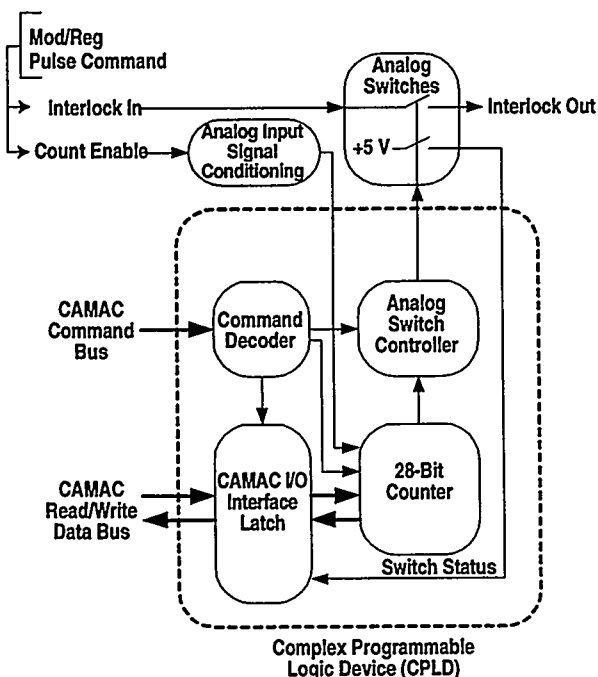 Mod/Reg
Pulse Command
Interlock In
Count Enable
Analog Input
Signal
Conditioning
Analog
Switches
+5 V
Interlock Out
CAMAC
Command
Bus
Command
Decoder
Analog
Switch
Controller
CAMAC
Read/Write
Data Bus
CAMAC I/O
Interface
Latch
28-Bit
Counter
Switch Status
Complex Programmable
Logic Device (CPLD)